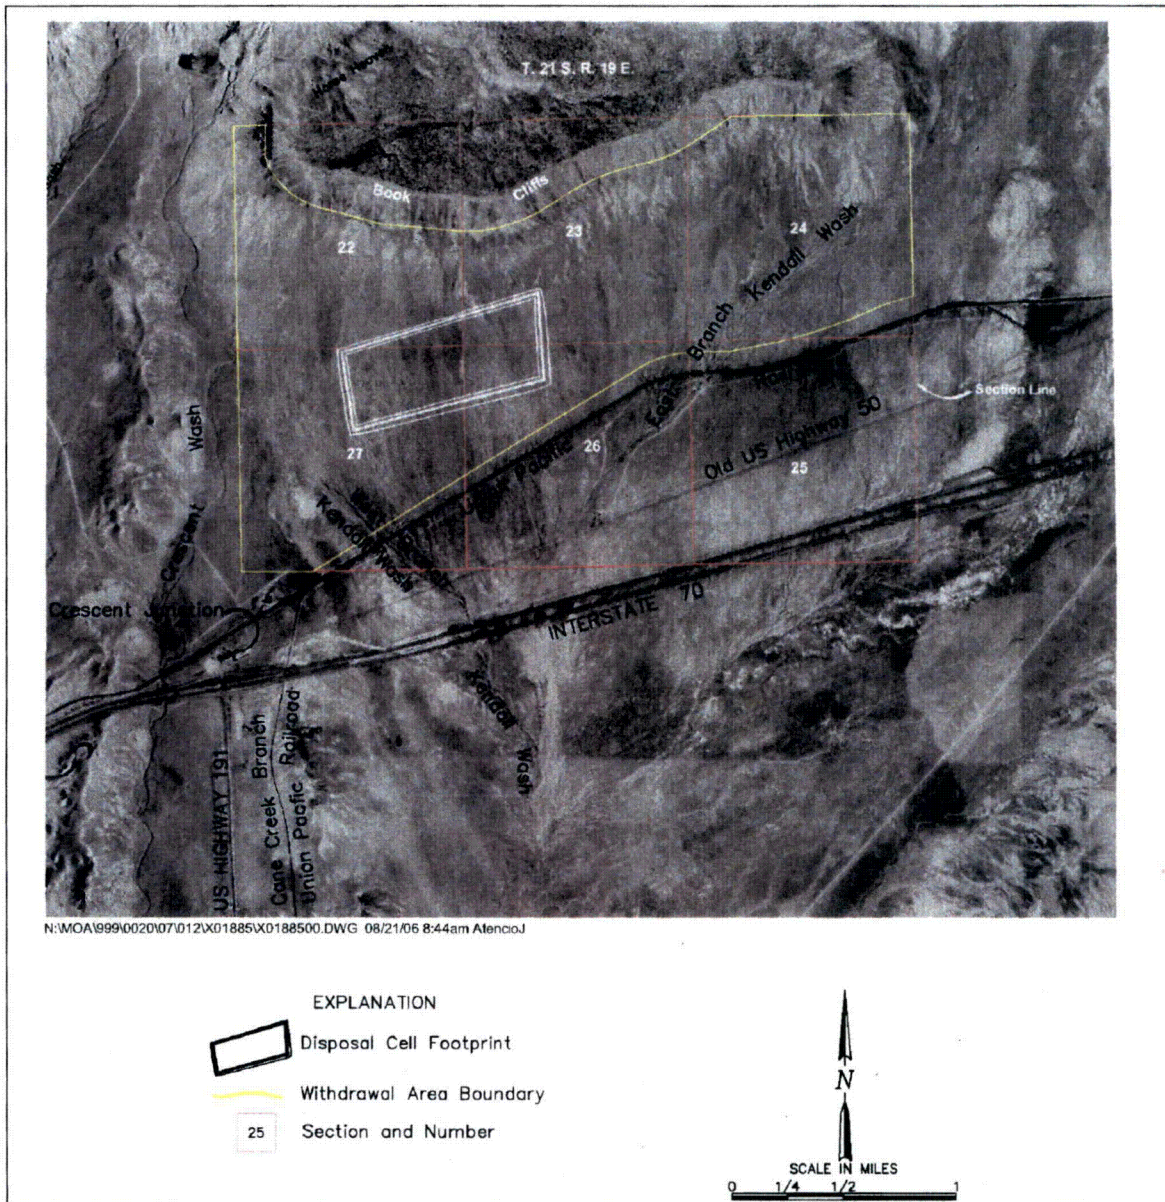 T. 21 S. R. 19 E.
Book
Cliffs
22
23
24
East Branch Kendall Wash
Section Line
Crescent Wash
27
26
25
Old US Highway 50
Union Pacific
Kendall Wash
Crescent Junction
INTERSTATE 70
Kendall Wash
US HIGHWAY 191
Cane Creek Branch
Union Pacfic Railroad
N:\MOA\999\0020\07\012\X01885\X0188500.DWG 08/21/06 8:44am AtencioJ
EXPLANATION
Disposal Cell Footprint
Withdrawal Area Boundary
25 Section and Number
N
SCALE IN MILES
0 1/4 1/2 1